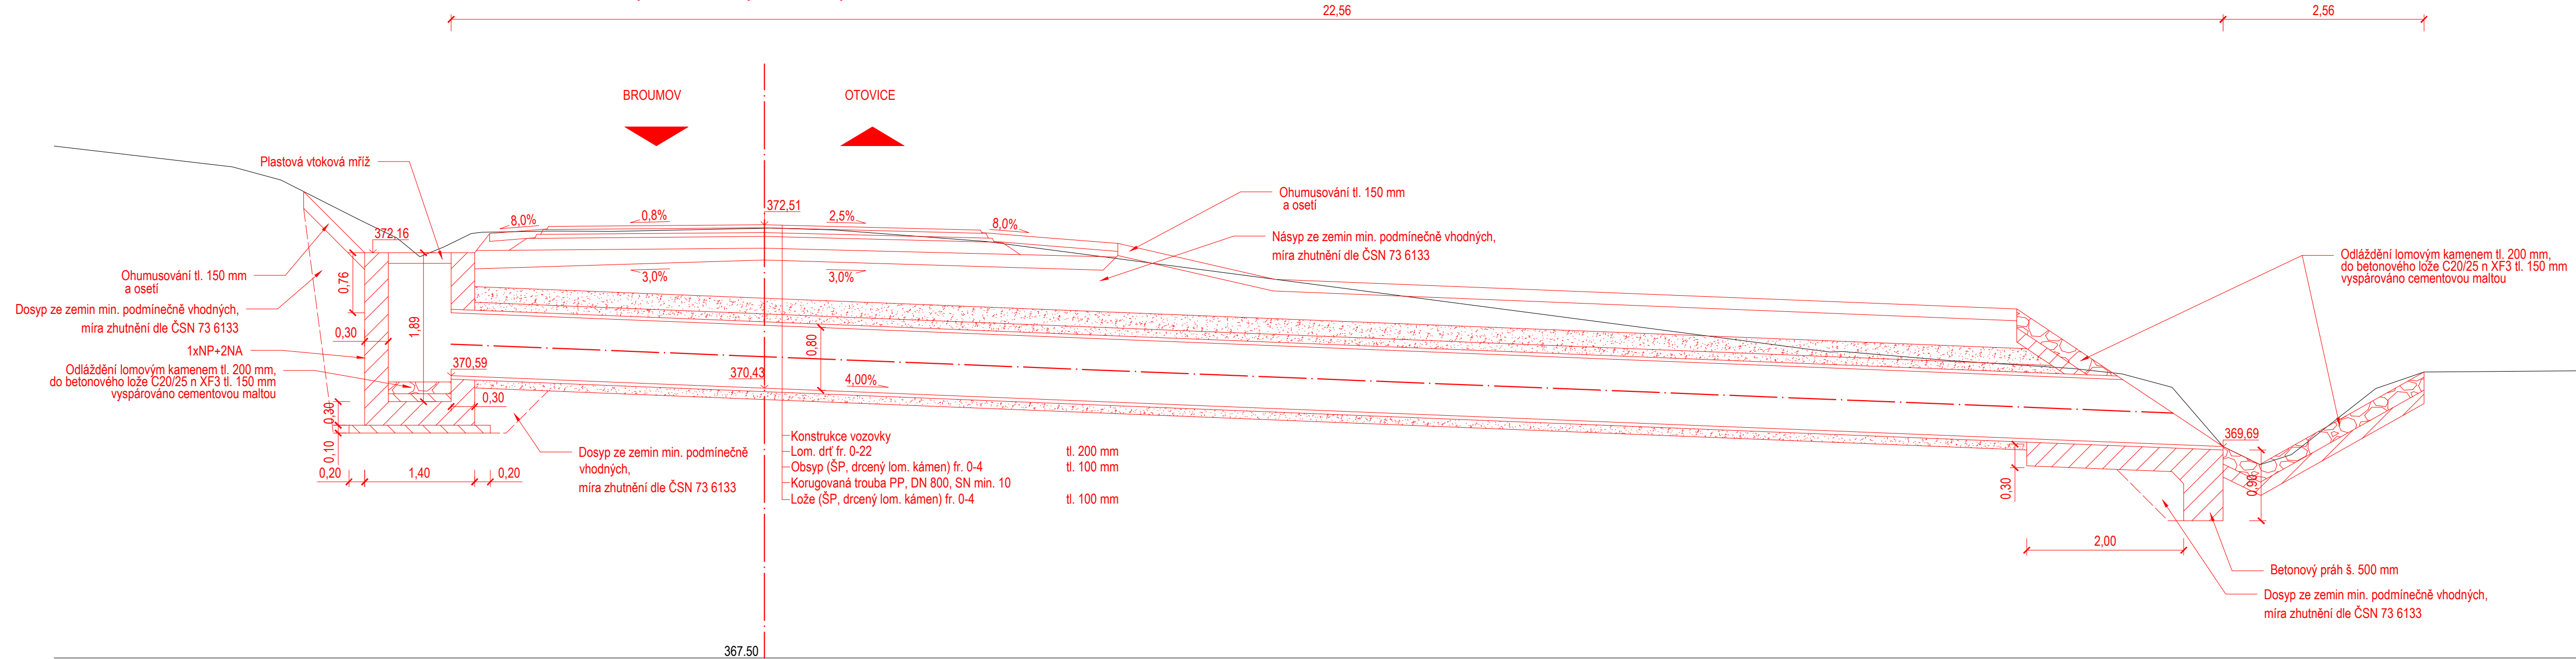 22,56
2,56
BROUMOV
OTOVICE
Plastová vtoková mříž
372,51
Ohumusování tl. 150 mm
a osetí
8,0%
0,8%
2,5%
8,0%
372,16
Násyp ze zemin min. podmínečně vhodných,
míra zhutnění dle ČSN 73 6133
Odláždění lomovým kamenem tl. 200 mm,
do betonového lože C20/25 n XF3 tl. 150 mm
vyspárováno cementovou maltou
Ohumusování tl. 150 mm
a osetí
0,76
3,0%
3,0%
Dosyp ze zemin min. podmínečně vhodných,
míra zhutnění dle ČSN 73 6133
1,89
0,30
0,80
1xNP+2NA
370,59
Odláždění lomovým kamenem tl. 200 mm,
do betonového lože C20/25 n XF3 tl. 150 mm
vyspárováno cementovou maltou
370,43
4,00%
0,30
0,30
0,10
369,69
Konstrukce vozovky
Lom. drť fr. 0-22 tl. 200 mm
Obsyp (ŠP, drcený lom. kámen) fr. 0-4 tl. 100 mm
Korugovaná trouba PP, DN 800, SN min. 10
Lože (ŠP, drcený lom. kámen) fr. 0-4 tl. 100 mm
Dosyp ze zemin min. podmínečně
vhodných,
míra zhutnění dle ČSN 73 6133
0,20
1,40
0,20
0,30
0,90
2,00
Betonový práh š. 500 mm
Dosyp ze zemin min. podmínečně vhodných,
míra zhutnění dle ČSN 73 6133
367.50